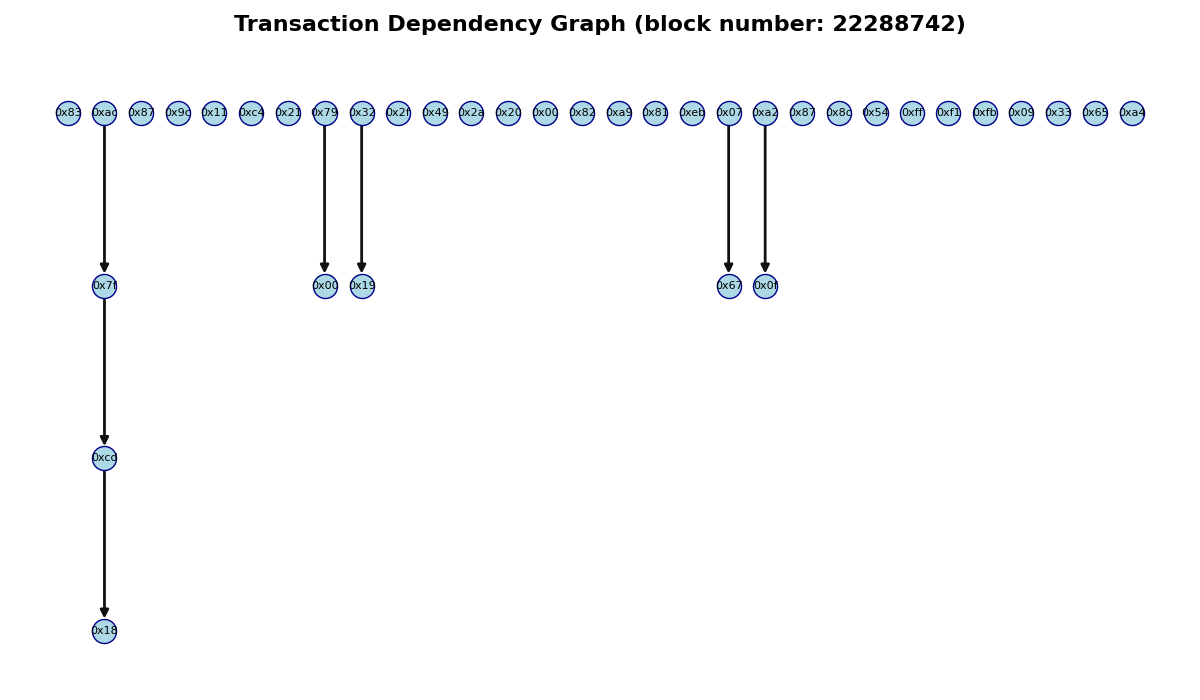 Transaction Dependency Graph (block number: 22288742)
0x83 0xac 0x87 0x9c 0x11 0xc4 0x21 0x79 0x32 0x2f 0x49 0x2a 0x20 0x00 0x82 0xa9 0x81 0xeb 0x07 0xa2 0x87 0x8c 0x54 0xff 0xf1 0xfb 0x09 0x33 0x65 0xa4
0x7f 0x00 0x19 0x67 0x0f
0xcd
0x18